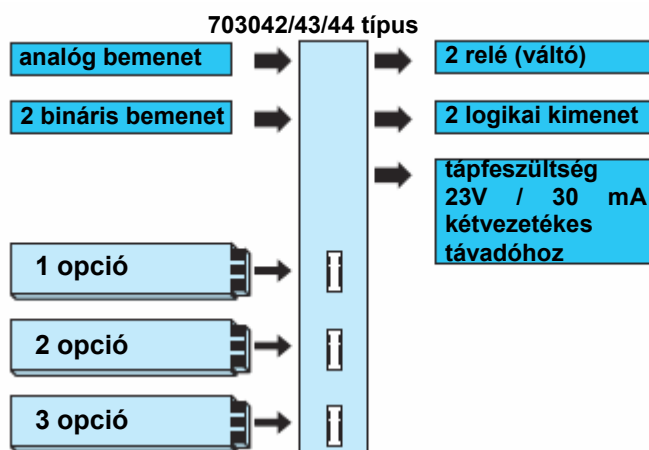 703042/43/44 típus
analóg bemenet
2 relé (váltó)
2 bináris bemenet
2 logikai kimenet
tápfeszültség
23V / 30 mA
kétvezetékes
távadóhoz
1 opció
2 opció
3 opció